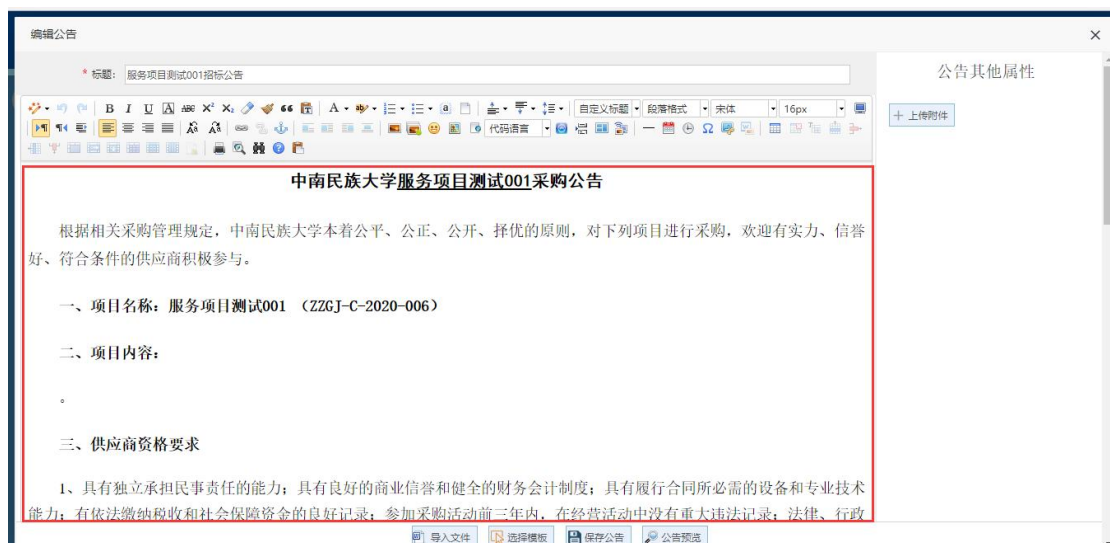 编辑公告
* 标题: 服务项目测试001招标公告
公告其他属性
自定义标题 段落格式 宋体 16px
代码语言
上传附件
中南民族大学服务项目测试001采购公告
根据相关采购管理规定，中南民族大学本着公平、公正、公开、择优的原则，对下列项目进行采购，欢迎有实力、信誉
好、符合条件的供应商积极参与。
一、项目名称：服务项目测试001 （ZZGJ-C-2020-006）
二、项目内容：
。
三、供应商资格要求
1、具有独立承担民事责任的能力；具有良好的商业信誉和健全的财务会计制度；具有履行合同所必需的设备和专业技术
能力；有依法缴纳税收和社会保障资金的良好记录；参加采购活动前三年内，在经营活动中没有重大违法记录；法律、行政
导入文件 选择模板 保存公告 公告预览